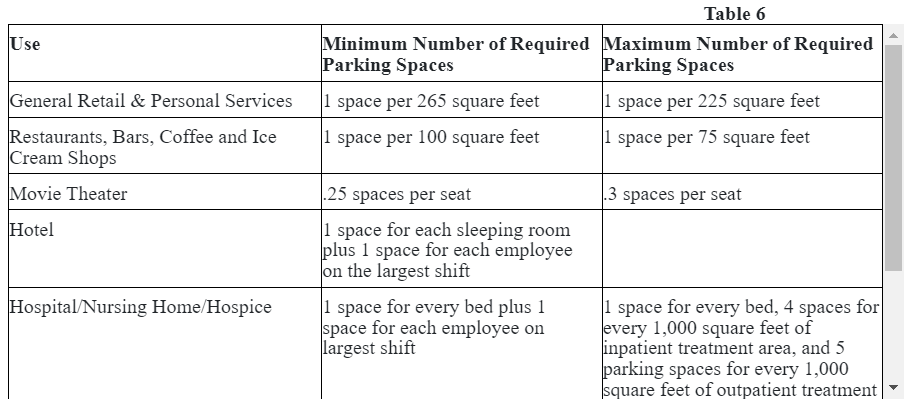 Table 6
Use
Minimum Number of Required
Parking Spaces
Maximum Number of Required
Parking Spaces
General Retail & Personal Services
1 space per 265 square feet
1 space per 225 square feet
Restaurants, Bars, Coffee and Ice
Cream Shops
1 space per 100 square feet
1 space per 75 square feet
Movie Theater
.25 spaces per seat
.3 spaces per seat
Hotel
1 space for each sleeping room
plus 1 space for each employee
on the largest shift
Hospital/Nursing Home/Hospice
1 space for every bed plus 1
space for each employee on
largest shift
1 space for every bed, 4 spaces for
every 1,000 square feet of
inpatient treatment area, and 5
parking spaces for every 1,000
square feet of outpatient treatment